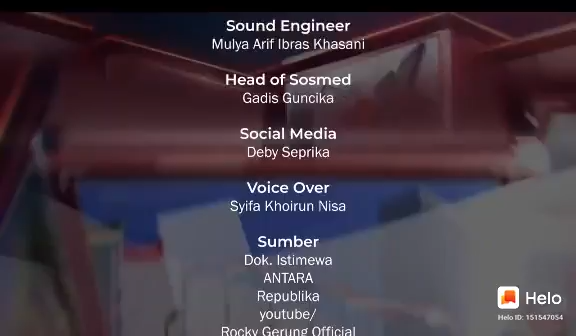 Sound Engineer
Mulya Arif Ibras Khasani
Head of Sosmed
Gadis Guncika
Social Media
Deby Seprika
Voice Over
Syifa Khoirun Nisa
Sumber
Dok. Istimewa
ANTARA
Republika
youtube/
Rocky Gerung Official
Helo
Helo ID: 151547054